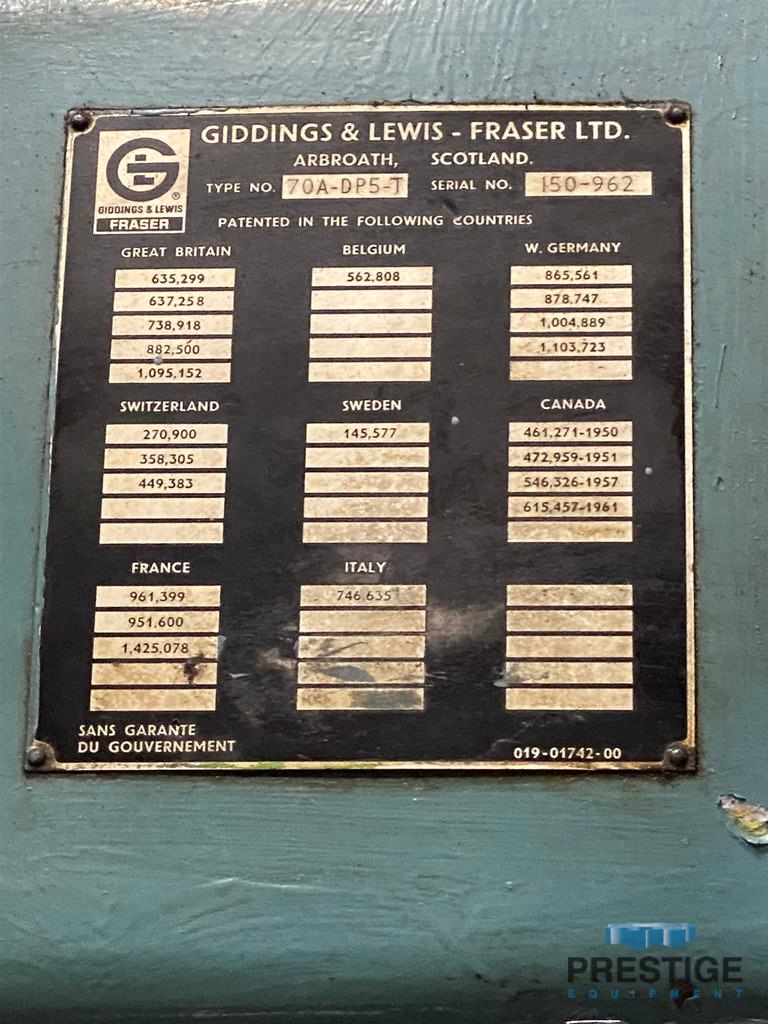 GIDDINGS & LEWIS - FRASER LTD.
ARBROATH, SCOTLAND.
G L ®
GIDDINGS & LEWIS
FRASER
TYPE NO. 70A-DP5-T SERIAL NO. 150-962
PATENTED IN THE FOLLOWING COUNTRIES
GREAT BRITAIN
635,299
637,258
738,918
882,500
1,095,152
BELGIUM
562,808
W. GERMANY
865,561
878,747
1,004,889
1,103,723
SWITZERLAND
270,900
358,305
449,383
SWEDEN
145,577
CANADA
461,271-1950
472,959-1951
546,326-1957
615,457-1961
FRANCE
961,399
951,600
1,425,078
ITALY
746,635
SANS GARANTE
DU GOUVERNEMENT
019-01742-00
PRESTIGE
EQUIPMENT